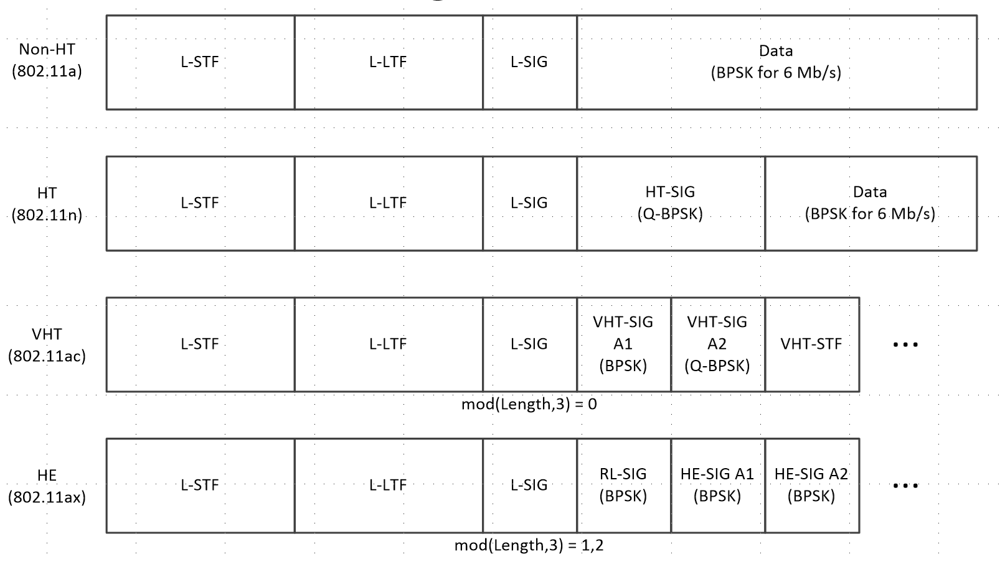 Non-HT
(802.11a)
L-STF
L-LTF
L-SIG
Data
(BPSK for 6 Mb/s)
HT
(802.11n)
L-STF
L-LTF
L-SIG
HT-SIG
(Q-BPSK)
Data
(BPSK for 6 Mb/s)
VHT
(802.11ac)
L-STF
L-LTF
L-SIG
VHT-SIG
A1
(BPSK)
VHT-SIG
A2
(Q-BPSK)
VHT-STF
...
mod(Length,3) = 0
HE
(802.11ax)
L-STF
L-LTF
L-SIG
RL-SIG
(BPSK)
HE-SIG A1
(BPSK)
HE-SIG A2
(BPSK)
...
mod(Length,3) = 1,2